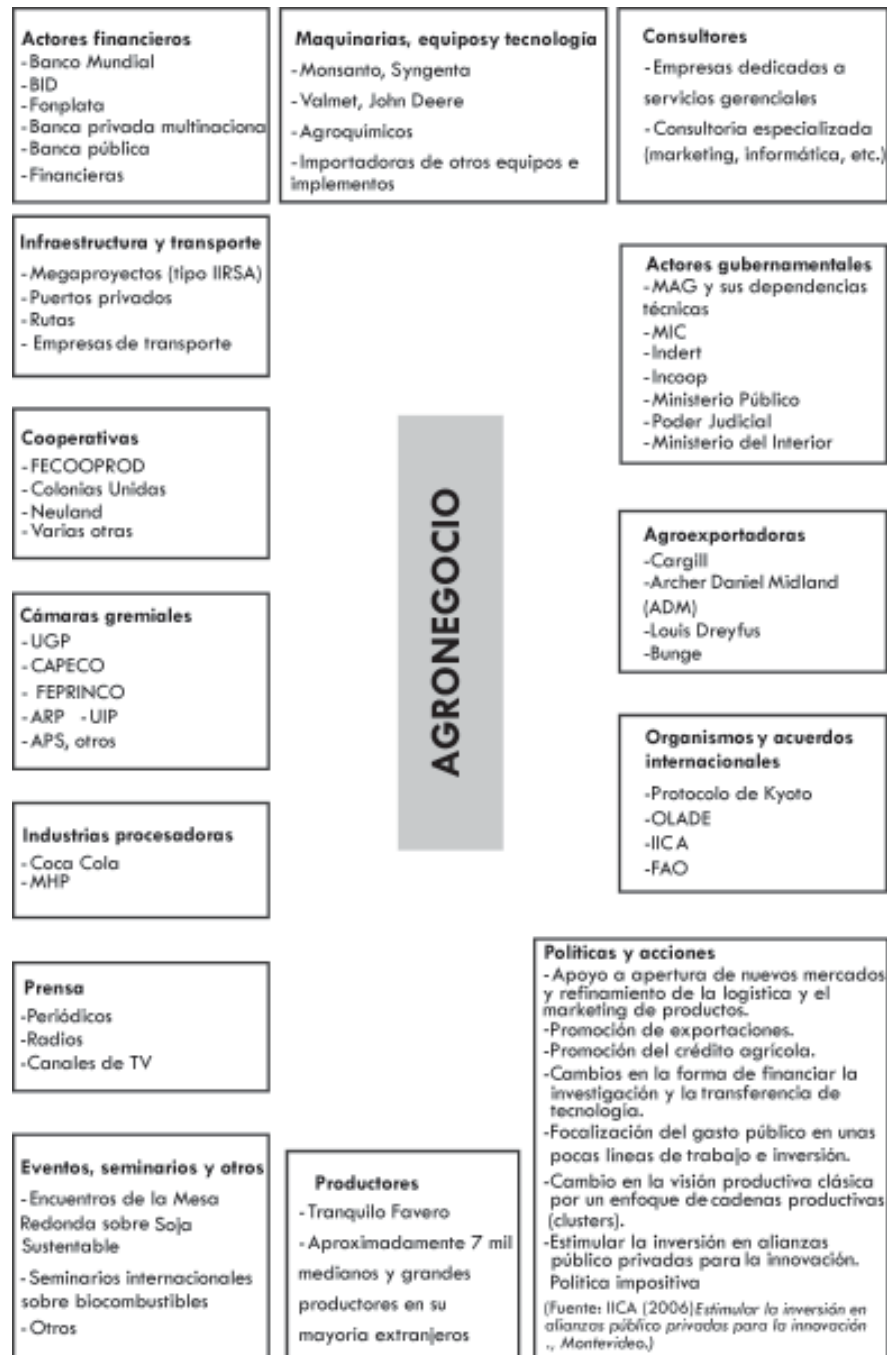 Actores financieros
-Banco Mundial
-BID
-Fonplata
-Banca privada multinaciona
-Banca pública
-Financieras
Maquinarias, equiposy tecnología
-Monsanto, Syngenta
-Valmet, John Deere
-Agroquímicos
-Importadoras de otros equipos e
implementos
Consultores
-Empresas dedicadas a
servicios gerenciales
-Consultoria especializada
(marketing, informática, etc.)
Infraestructura y transporte
-Megaproyectos (tipo IIRSA)
-Puertos privados
-Rutas
- Empresas de transporte
Actores gubernamentales
-MAG y sus dependencias
técnicas
-MIC
-Indert
-Incoop
-Ministerio Público
-Poder Judicial
-Ministerio del Interior
Cooperativas
-FECOOPROD
-Colonias Unidas
-Neuland
-Varias otras
AGRONEGOCIO
Agroexportadoras
-Cargill
-Archer Daniel Midland
(ADM)
-Louis Dreyfus
-Bunge
Cámaras gremiales
-UGP
-CAPECO
- FEPRINCO
-ARP -UIP
-APS, otros
Organismos y acuerdos
internacionales
-Protocolo de Kyoto
-OLADE
-IICA
-FAO
Industrias procesadoras
-Coca Cola
-MHP
Prensa
-Periódicos
-Radios
-Canales de TV
Políticas y acciones
-Apoyo a apertura de nuevos mercados
y refinamiento de la logística y el
marketing de productos.
-Promoción de exportaciones.
-Promoción del crédito agrícola.
-Cambios en la forma de financiar la
investigación y la transferencia de
tecnología.
-Focalización del gasto público en unas
pocas líneas de trabajo e inversión.
-Cambio en la visión productiva clásica
por un enfoque de cadenas productivas
(clusters).
-Estimular la inversión en alianzas
público privadas para la innovación.
Política impositiva
(Fuente: IICA (2006)Estimular la inversión en
alianzas público privadas para la innovación
., Montevideo.)
Eventos, seminarios y otros
-Encuentros de la Mesa
Redonda sobre Soja
Sustentable
-Seminarios internacionales
sobre biocombustibles
-Otros
Productores
-Tranquilo Favero
-Aproximadamente 7 mil
medianos y grandes
productores en su
mayoría extranjeros